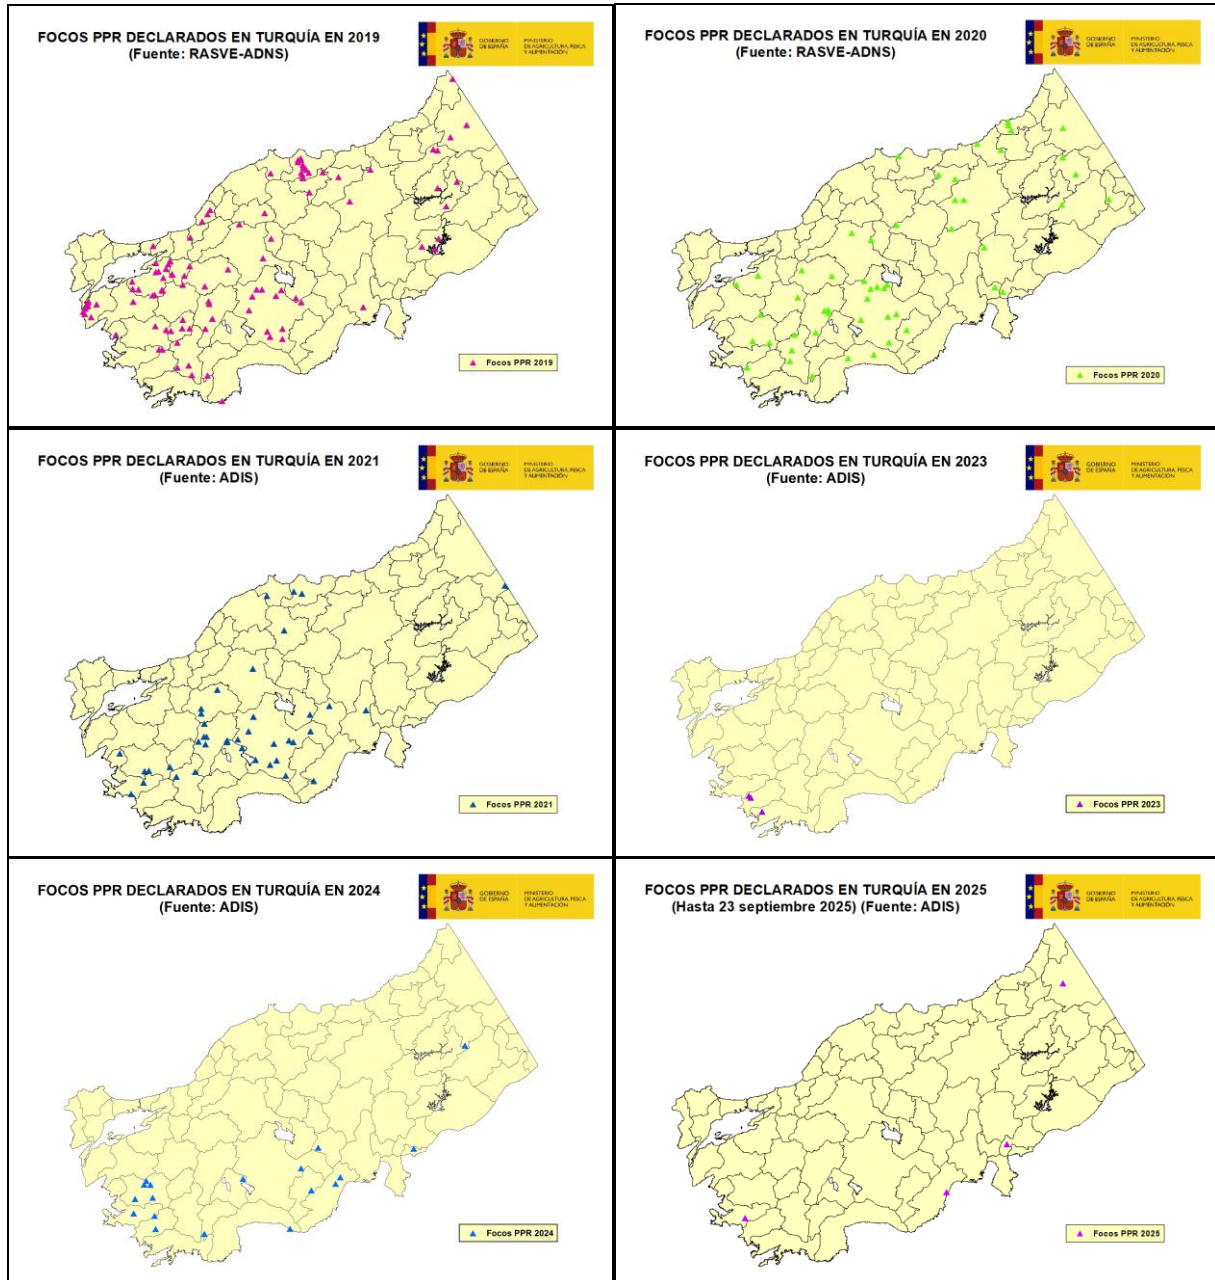 FOCOS PPR DECLARADOS EN TURQUÍA EN 2019
(Fuente: RASVE-ADNS)
GOBIERNO
DE ESPAÑA
MINISTERIO
DE AGRICULTURA, PESCA
Y ALIMENTACIÓN
Focos PPR 2019
FOCOS PPR DECLARADOS EN TURQUÍA EN 2020
(Fuente: RASVE-ADNS)
GOBIERNO
DE ESPAÑA
MINISTERIO
DE AGRICULTURA, PESCA
Y ALIMENTACIÓN
Focos PPR 2020
FOCOS PPR DECLARADOS EN TURQUÍA EN 2021
(Fuente: ADIS)
GOBIERNO
DE ESPAÑA
MINISTERIO
DE AGRICULTURA, PESCA
Y ALIMENTACIÓN
Focos PPR 2021
FOCOS PPR DECLARADOS EN TURQUÍA EN 2023
(Fuente: ADIS)
GOBIERNO
DE ESPAÑA
MINISTERIO
DE AGRICULTURA, PESCA
Y ALIMENTACIÓN
Focos PPR 2023
FOCOS PPR DECLARADOS EN TURQUÍA EN 2024
(Fuente: ADIS)
GOBIERNO
DE ESPAÑA
MINISTERIO
DE AGRICULTURA, PESCA
Y ALIMENTACIÓN
Focos PPR 2024
FOCOS PPR DECLARADOS EN TURQUÍA EN 2025
(Hasta 23 septiembre 2025) (Fuente: ADIS)
GOBIERNO
DE ESPAÑA
MINISTERIO
DE AGRICULTURA, PESCA
Y ALIMENTACIÓN
Focos PPR 2025